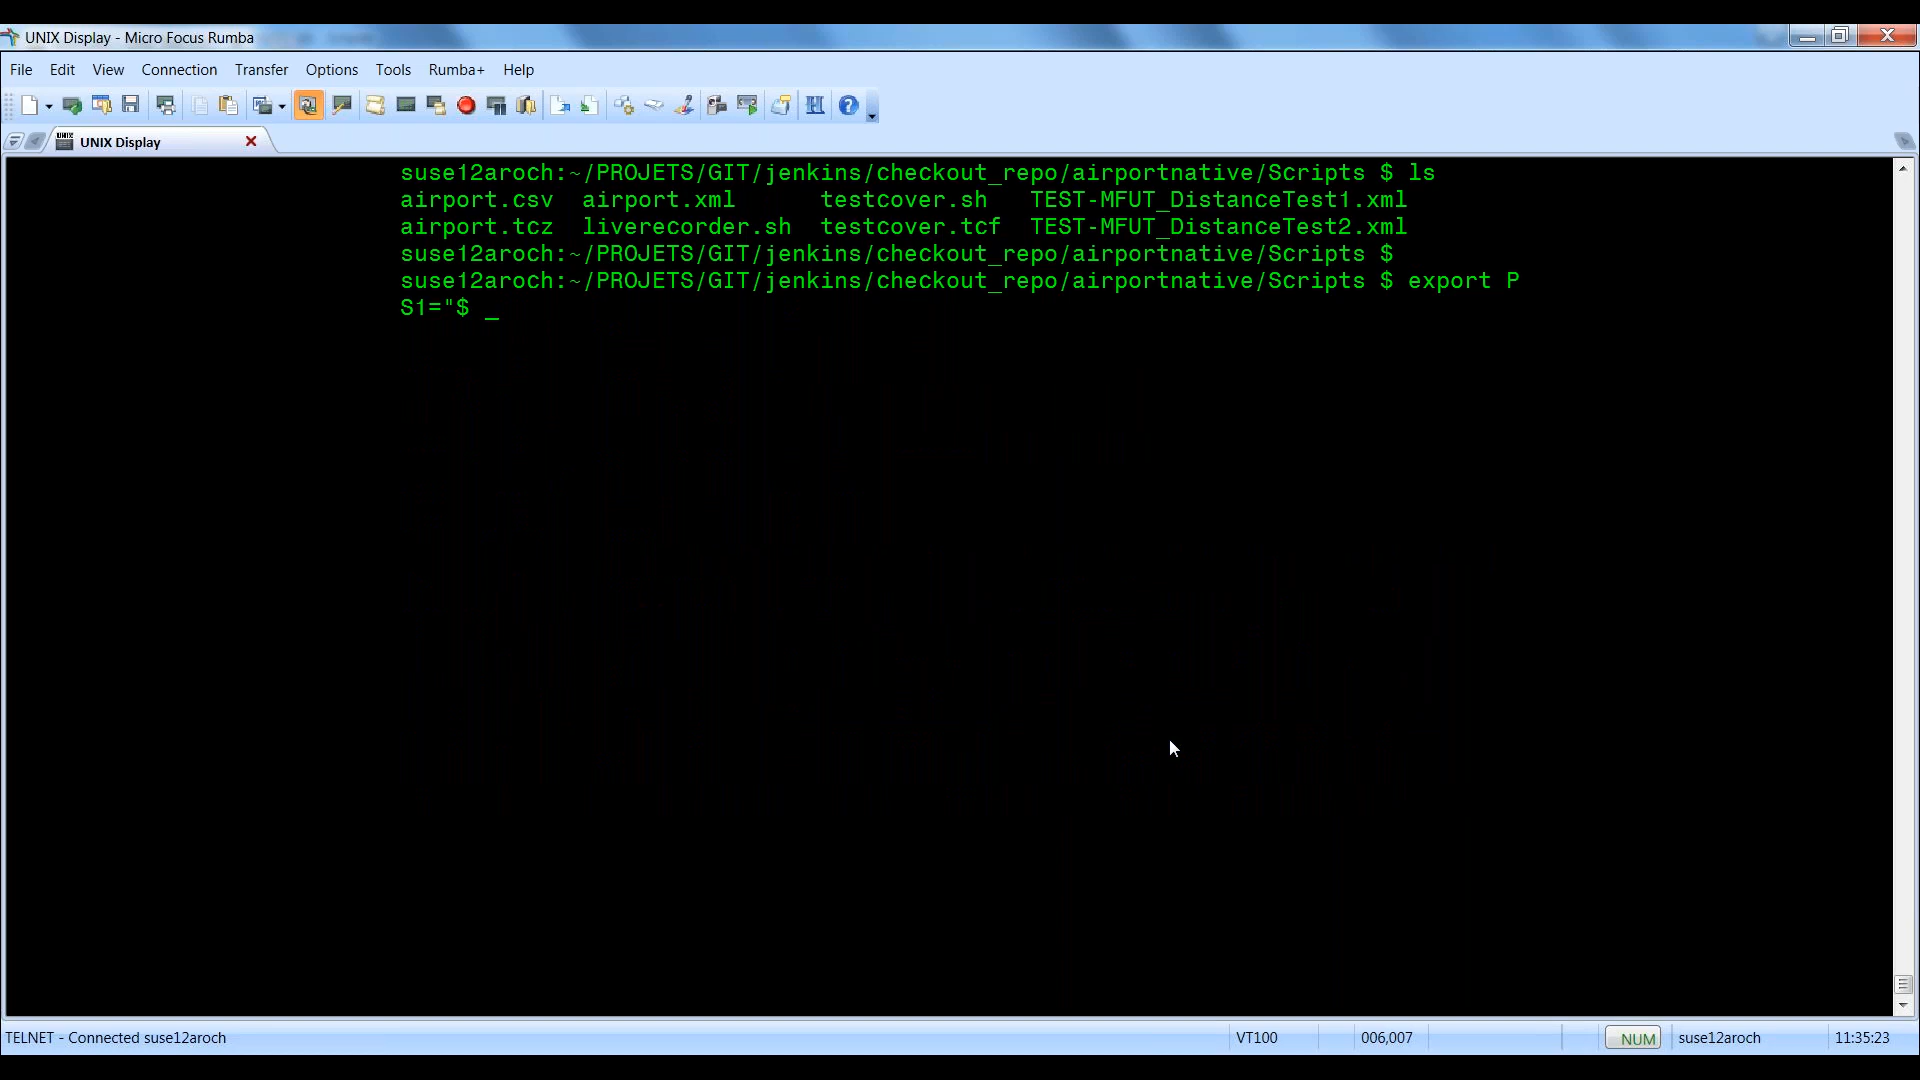 UNIX Display - Micro Focus Rumba
File Edit View Connection Transfer Options Tools Rumba+ Help
UNIX Display
suse12aroch:~/PROJETS/GIT/jenkins/checkout_repo/airportnative/Scripts $ ls
airport.csv airport.xml testcover.sh TEST-MFUT_DistanceTest1.xml
airport.tcz liverecorder.sh testcover.tcf TEST-MFUT_DistanceTest2.xml
suse12aroch:~/PROJETS/GIT/jenkins/checkout_repo/airportnative/Scripts $
suse12aroch:~/PROJETS/GIT/jenkins/checkout_repo/airportnative/Scripts $ export P
S1="$ _
TELNET - Connected suse12aroch VT100 006,007 NUM suse12aroch 11:35:23